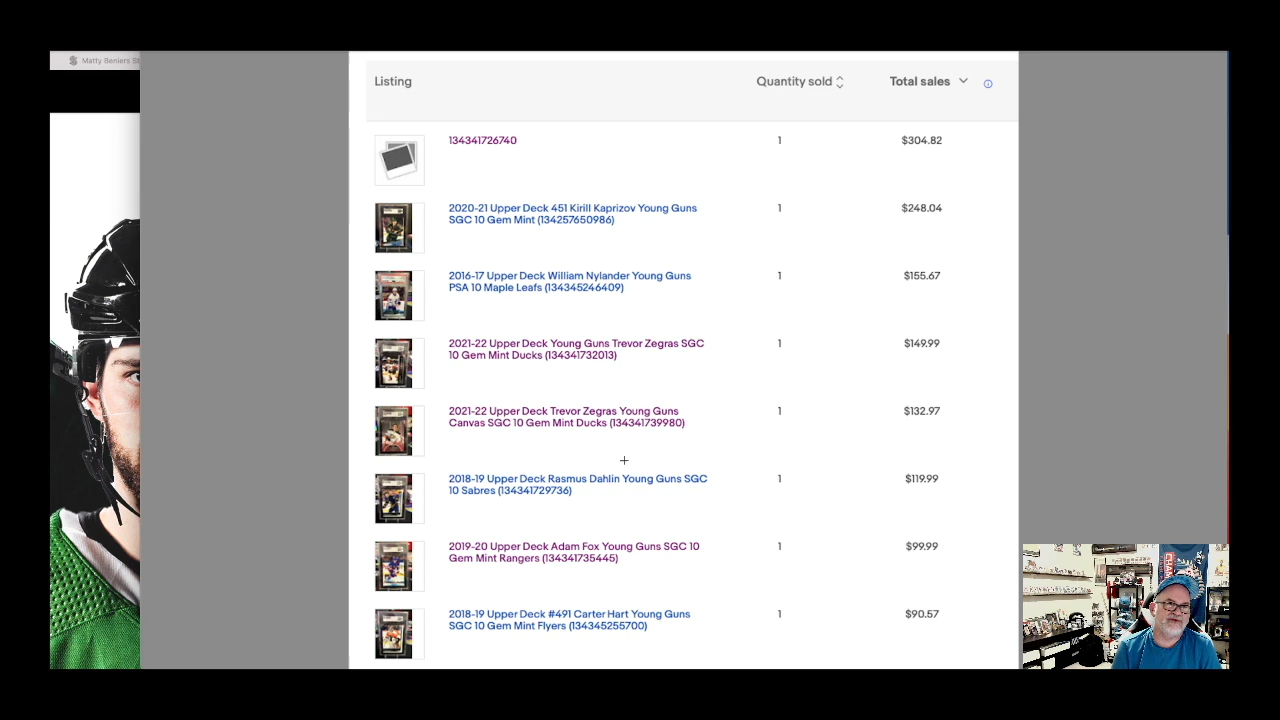 Matty Beniers St
Listing
Quantity sold
Total sales
134341726740
1
$304.82
2020-21 Upper Deck 451 Kirill Kaprizov Young Guns
SGC 10 Gem Mint (134257650986)
1
$248.04
2016-17 Upper Deck William Nylander Young Guns
PSA 10 Maple Leafs (134345246409)
1
$155.67
2021-22 Upper Deck Young Guns Trevor Zegras SGC
10 Gem Mint Ducks (134341732013)
1
$149.99
2021-22 Upper Deck Trevor Zegras Young Guns
Canvas SGC 10 Gem Mint Ducks (134341739980)
1
$132.97
2018-19 Upper Deck Rasmus Dahlin Young Guns SGC
10 Sabres (134341729736)
1
$119.99
2019-20 Upper Deck Adam Fox Young Guns SGC 10
Gem Mint Rangers (134341735445)
1
$99.99
2018-19 Upper Deck #491 Carter Hart Young Guns
SGC 10 Gem Mint Flyers (134345255700)
1
$90.57